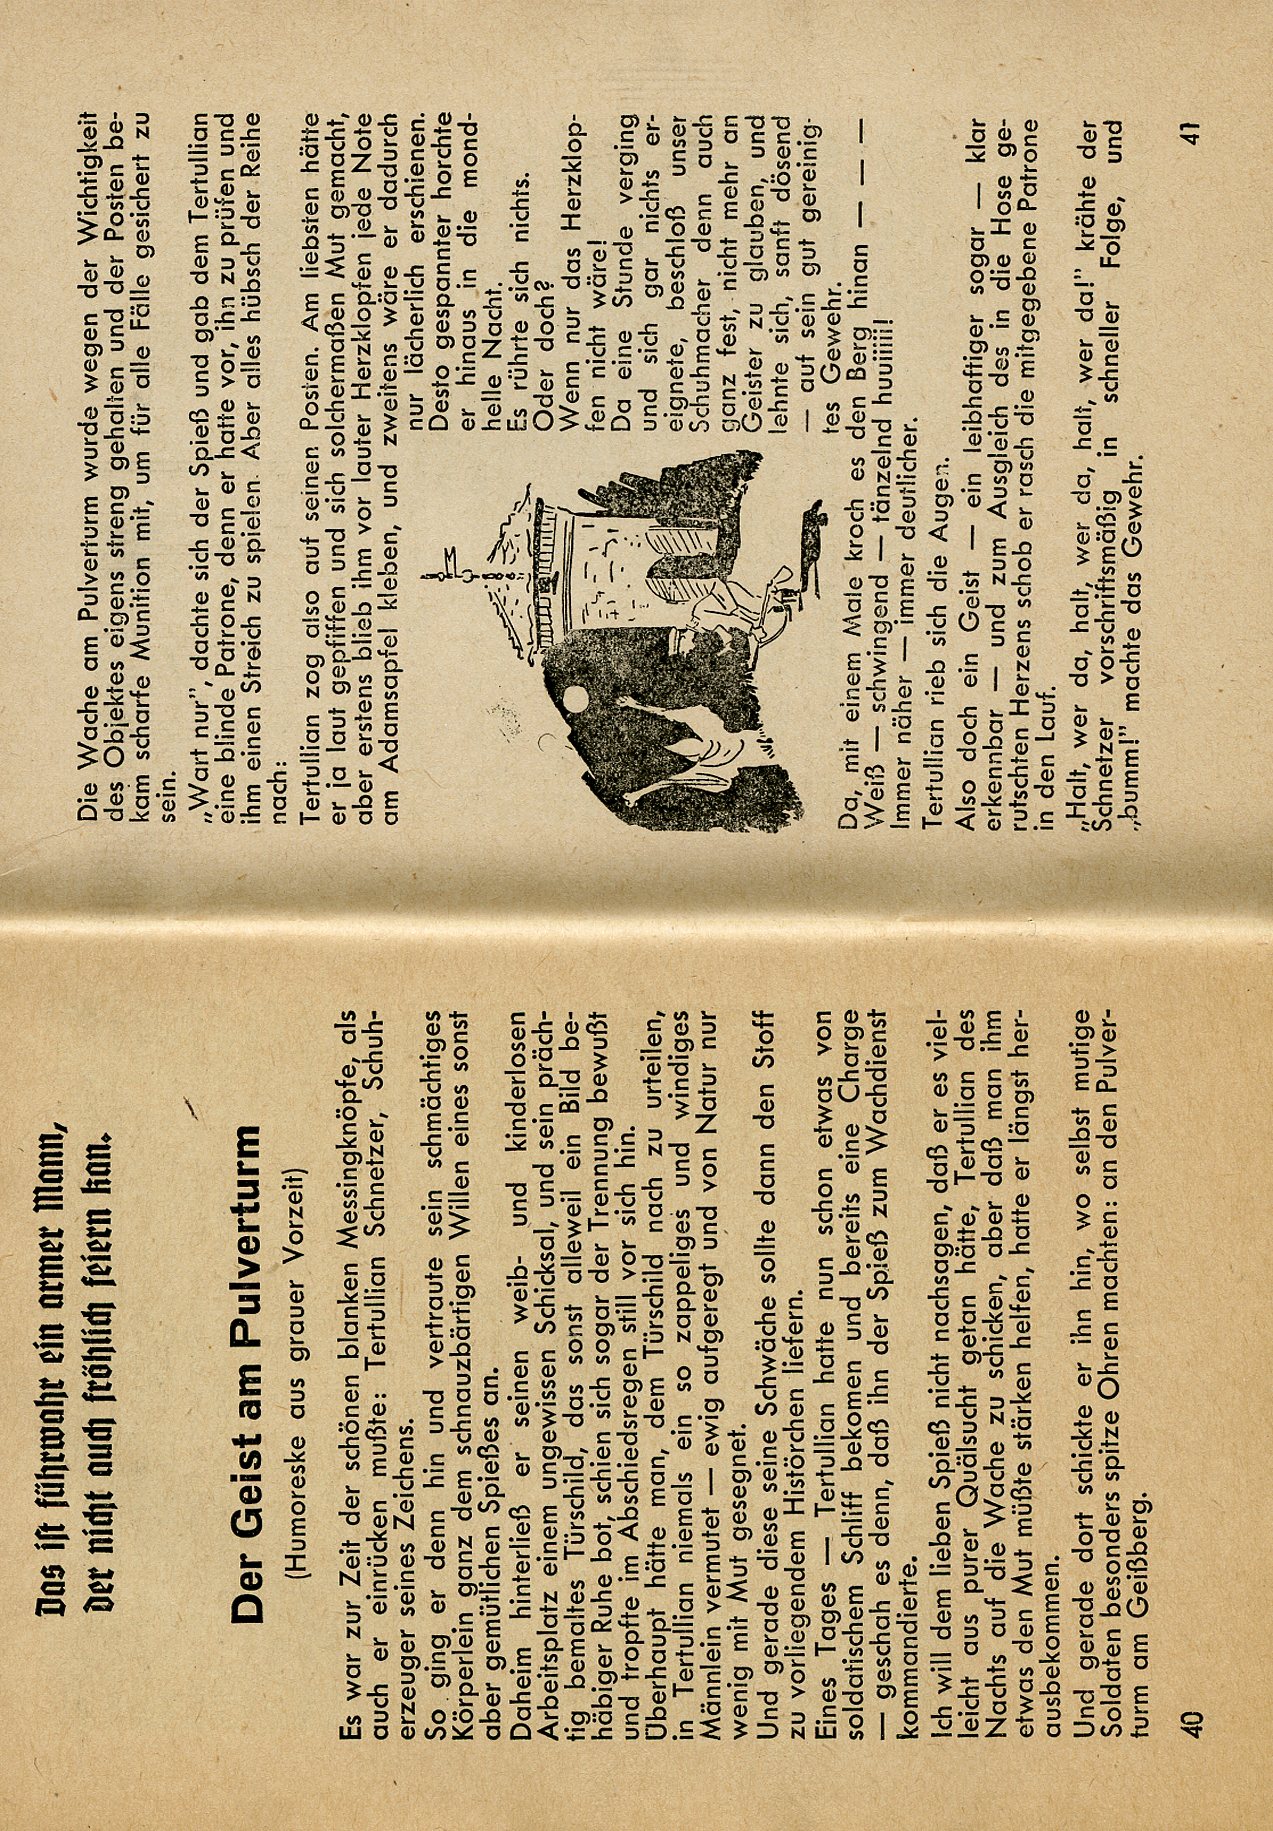 Das ist führwahr ein armer Mann,
der nicht auch fröhlich feiern kan.
Der Geist am Pulverturm
(Humoreske aus grauer Vorzeit)
Es war zur Zeit der schönen blanken Messingknöpfe, als
auch er einrücken mußte: Tertullian Schnetzer, Schuh-
erzeuger seines Zeichens.
So ging er denn hin und vertraute sein schmächtiges
Körperlein ganz dem schnauzbärtigen Willen eines sonst
aber gemütlichen Spießes an.
Daheim hinterließ er seinen weib- und kinderlosen
Arbeitsplatz einem ungewissen Schicksal, und sein präch-
tig bemaltes Türschild, das sonst alleweil ein Bild be-
häbiger Ruhe bot, schien sich sogar der Trennung bewußt
und tropfte im Abschiedsregen still vor sich hin.
Überhaupt hätte man, dem Türschild nach zu urteilen,
in Tertullian niemals ein so zappeliges und windiges
Männlein vermutet — ewig aufgeregt und von Natur nur
wenig mit Mut gesegnet.
Und gerade diese seine Schwäche sollte dann den Stoff
zu vorliegendem Histörchen liefern.
Eines Tages — Tertullian hatte nun schon etwas von
soldatischem Schliff bekomen und bereits eine Charge
— geschah es denn, daß ihn der Spieß zum Wachdienst
kommandierte.
Ich will dem lieben Spieß nicht nachsagen, daß er es viel-
leicht aus purer Quälsucht getan hätte, Tertullian des
Nachts auf die Wache zu schicken, aber daß man ihm
etwas den Mut müßte stärken helfen, hatte er längst her-
ausbekommen.
Und gerade dort schickte er ihn hin, wo selbst mutige
Soldaten besonders spitze Ohren machten: an den Pulver-
turm am Geißberg.
40
Die Wache am Pulverturm wurde wegen der Wichtigkeit
des Objektes eigens streng gehalten und der Posten be-
kam scharfe Munition mit, um für alle Fälle gesichert zu
sein.
„Wart nur", dachte sich der Spieß und gab dem Tertullian
eine blinde Patrone, denn er hatte vor, ihn zu prüfen und
ihm einen Streich zu spielen. Aber alles hübsch der Reihe
nach:
Tertullian zog also auf seinen Posten. Am liebsten hätte
er ja laut gepfiffen und sich solchermaßen Mut gemacht,
aber erstens blieb ihm vor lauter Herzklopfen jede Note
am Adamsapfel kleben, und zweitens wäre er dadurch
nur lächerlich erschienen.
Desto gespannter horchte
er hinaus in die mond-
helle Nacht.
Es rührte sich nichts.
Oder doch?
Wenn nur das Herzklop-
fen nicht wäre!
Da eine Stunde verging
und sich gar nichts er-
eignete, beschloß unser
Schuhmacher denn auch
ganz fest, nicht mehr an
Geister zu glauben, und
lehnte sich, sanft dösend
— auf sein gut gereinig-
tes Gewehr.
Da, mit einem Male kroch es den Berg hinan — — —
Weiß — schwingend — tänzelnd huuiiiii!
Immer näher — immer deutlicher.
Tertullian rieb sich die Augen.
Also doch ein Geist — ein leibhaftiger sogar — klar
erkennbar — und zum Ausgleich des in die Hose ge-
rutschten Herzens schob er rasch die mitgegebene Patrone
in den Lauf.
„Halt, wer da, halt, wer da, halt, wer da!" krähte der
Schnetzer vorschriftsmäßig in schneller Folge, und
„bumm!" machte das Gewehr.
41